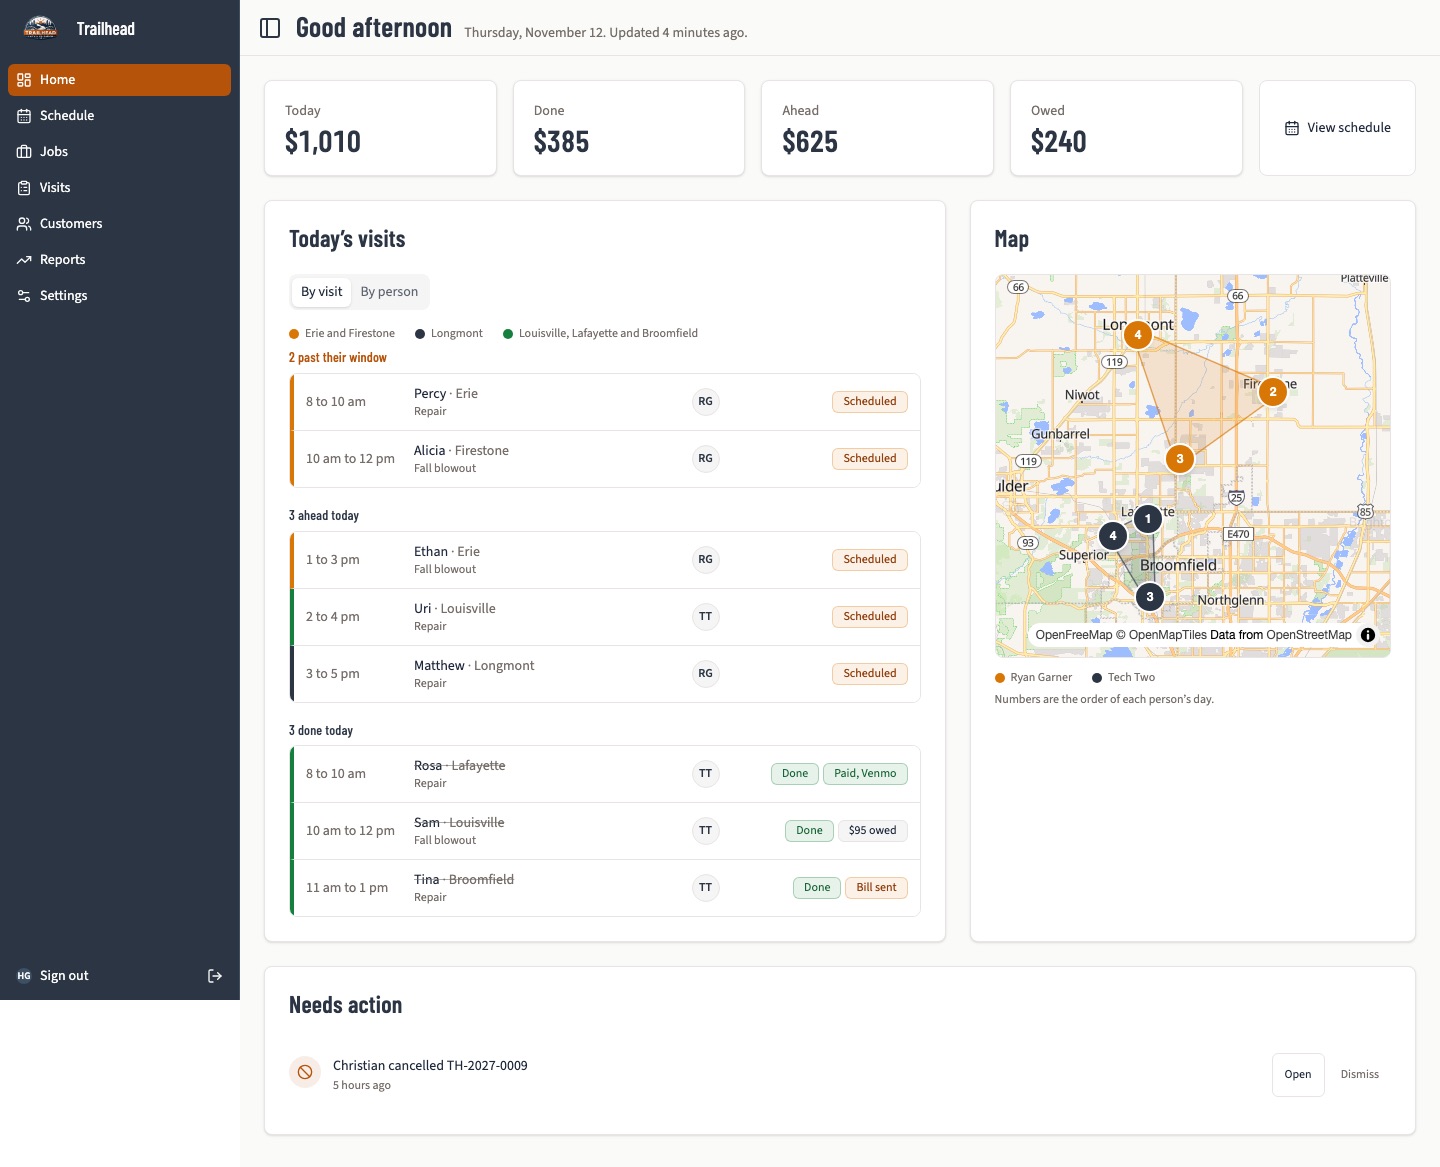 Trailhead
Home
Schedule
Jobs
Visits
Customers
Reports
Settings
HG Sign out
Good afternoon Thursday, November 12. Updated 4 minutes ago.
Today
$1,010
Done
$385
Ahead
$625
Owed
$240
View schedule
Today’s visits
By visit By person
Erie and Firestone Longmont Louisville, Lafayette and Broomfield
2 past their window
8 to 10 am Percy · Erie RG Scheduled
Repair
10 am to 12 pm Alicia · Firestone RG Scheduled
Fall blowout
3 ahead today
1 to 3 pm Ethan · Erie RG Scheduled
Fall blowout
2 to 4 pm Uri · Louisville TT Scheduled
Repair
3 to 5 pm Matthew · Longmont RG Scheduled
Repair
3 done today
8 to 10 am Rosa · Lafayette TT Done Paid, Venmo
Repair
10 am to 12 pm Sam · Louisville TT Done $95 owed
Fall blowout
11 am to 1 pm Tina · Broomfield TT Done Bill sent
Repair
Map
Platteville
66
66
4
119
2
Niwot
Gunbarrel
119
3
ulder
25
85
1
93
4
E470
Superior
Broomfield
3
Northglenn
OpenFreeMap © OpenMapTiles Data from OpenStreetMap
Ryan Garner Tech Two
Numbers are the order of each person’s day.
Needs action
Christian cancelled TH-2027-0009
5 hours ago
Open Dismiss